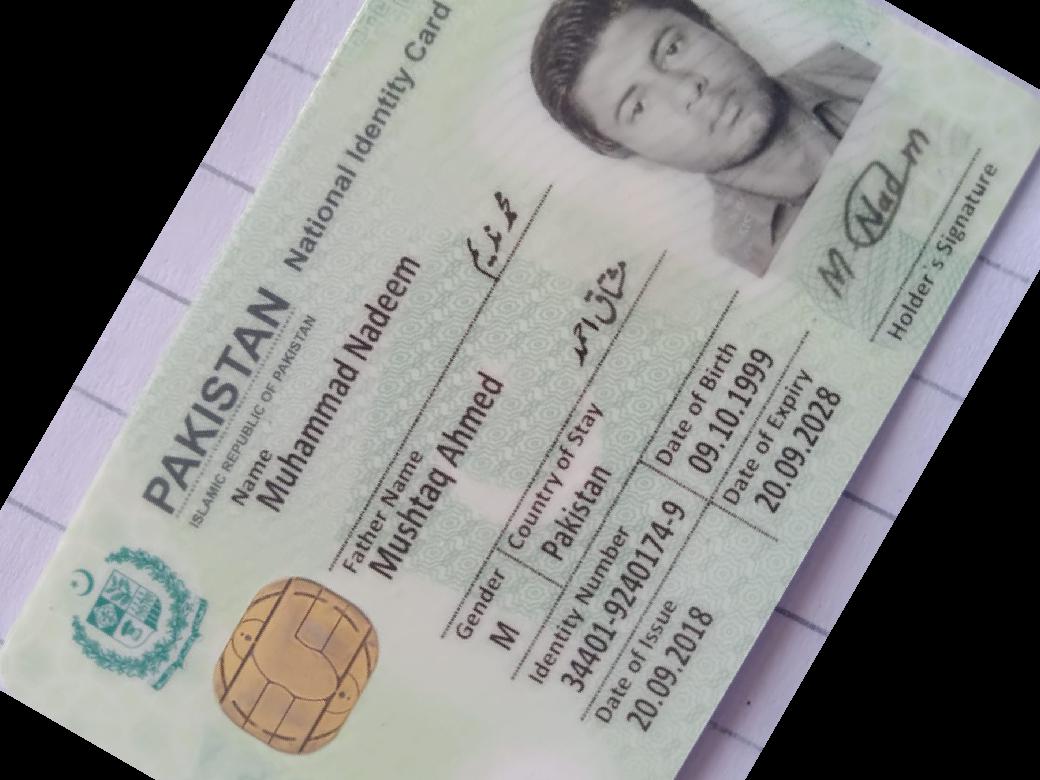 PAKISTAN National Identity Card
ISLAMIC REPUBLIC OF PAKISTAN
Name
Muhammad Nadeem
محمد ندیم
Father Name
Mushtaq Ahmed
مشتاق احمد
Gender
Country of Stay
M
Pakistan
Identity Number
Date of Birth
34401-9240174-9
09.10.1999
Date of Issue
Date of Expiry
20.09.2018
20.09.2028
M Nadm
Holder's Signature